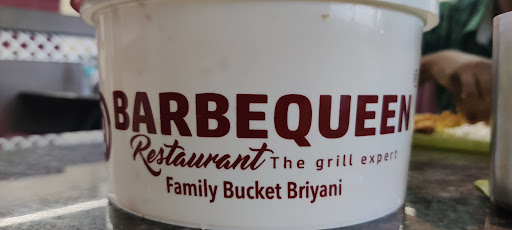 BARBEQUEEN
Restaurant The grill expert
Family Bucket Briyani